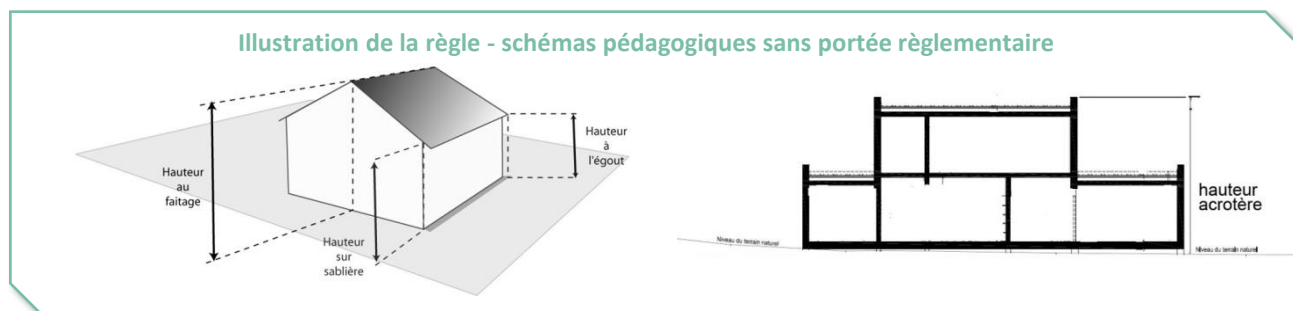 Illustration de la règle - schémas pédagogiques sans portée règlementaire
Hauteur
au
faitage
Hauteur
sur
sablière
Hauteur
à
l'égout
hauteur
acrotère
Niveau du terrain naturel
Niveau du terrain naturel